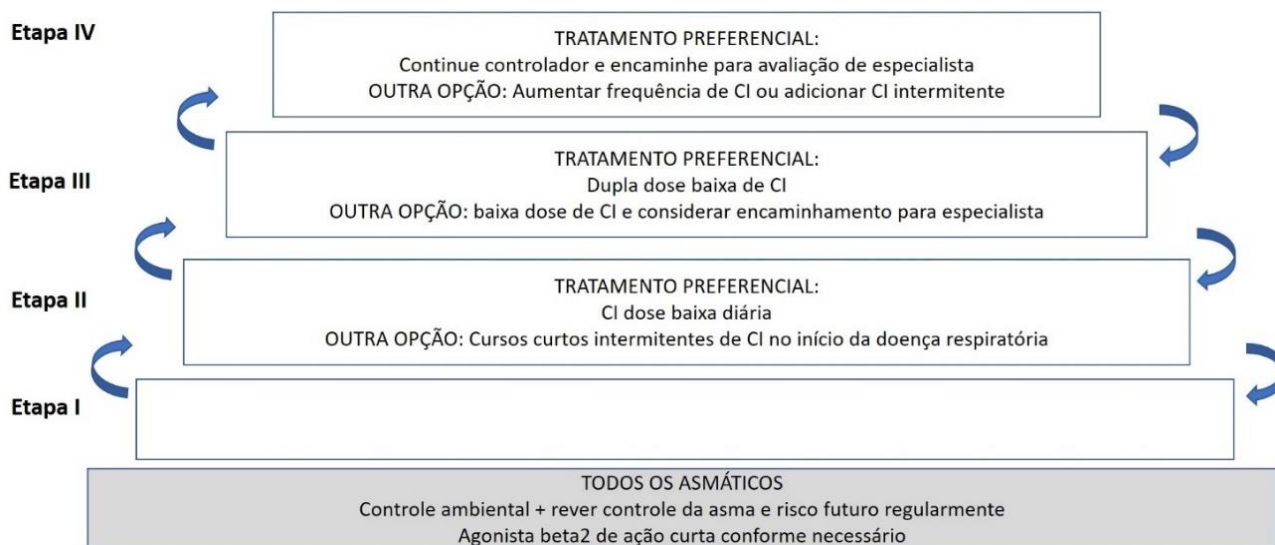 Etapa IV
TRATAMENTO PREFERENCIAL:
Continue controlador e encaminhe para avaliação de especialista
OUTRA OPÇÃO: Aumentar frequência de CI ou adicionar CI intermitente
Etapa III
TRATAMENTO PREFERENCIAL:
Dupla dose baixa de CI
OUTRA OPÇÃO: baixa dose de CI e considerar encaminhamento para especialista
Etapa II
TRATAMENTO PREFERENCIAL:
CI dose baixa diária
OUTRA OPÇÃO: Cursos curtos intermitentes de CI no início da doença respiratória
Etapa I
TODOS OS ASMÁTICOS
Controle ambiental + rever controle da asma e risco futuro regularmente
Agonista beta2 de ação curta conforme necessário